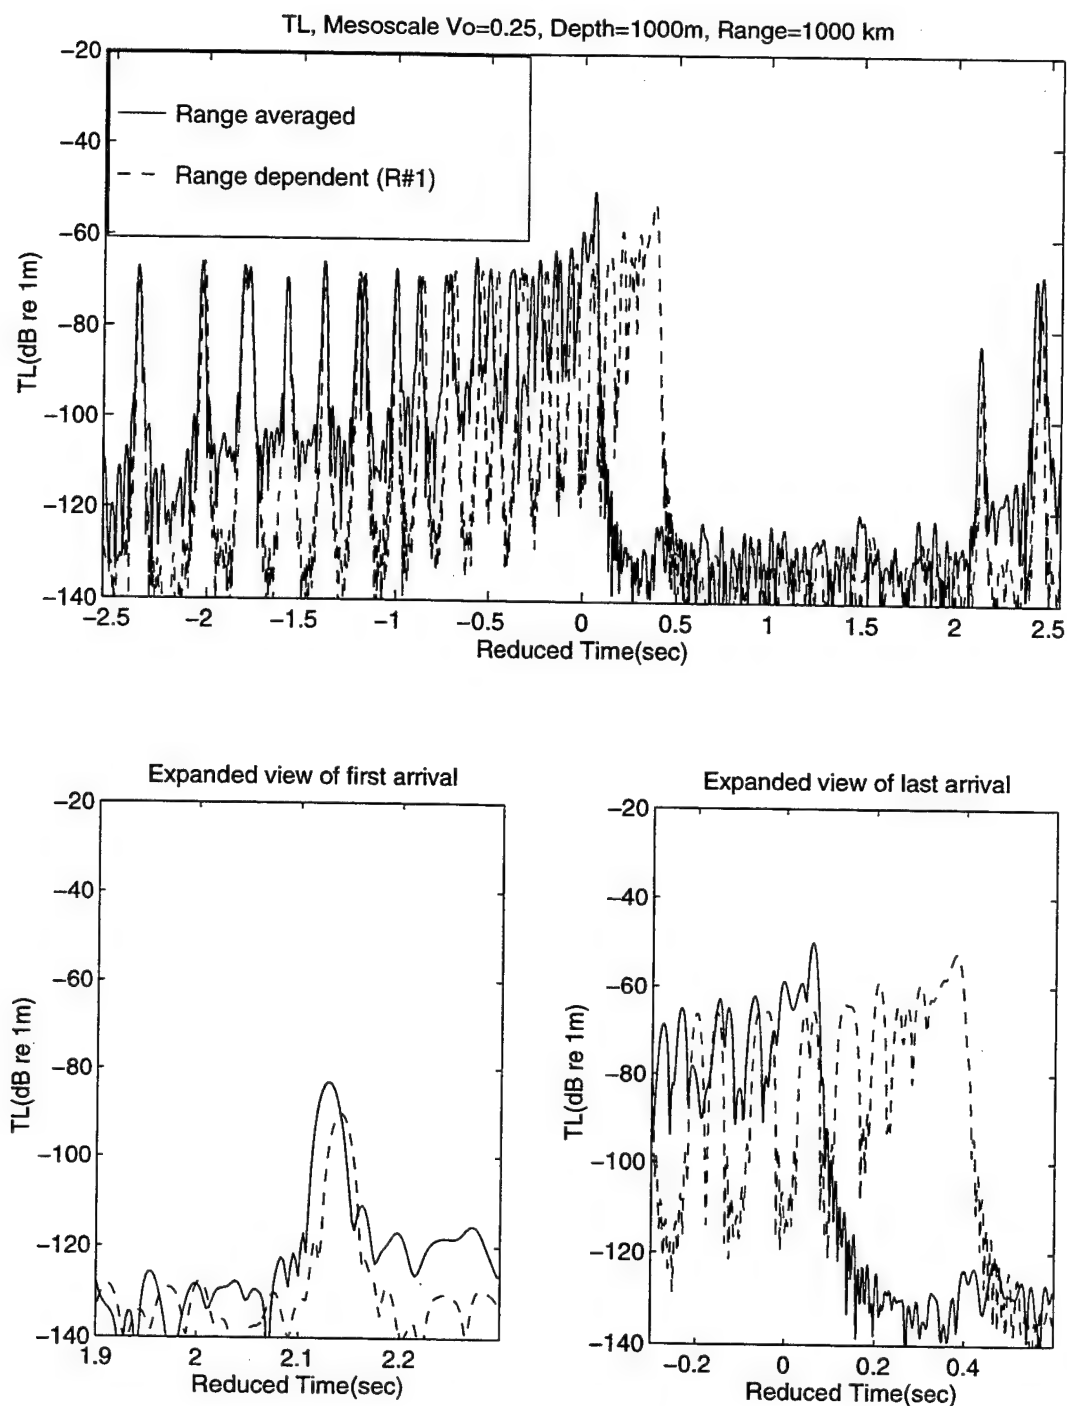 TL, Mesoscale Vo=0.25, Depth=1000m, Range=1000 km
Range averaged
Range dependent (R#1)
TL(dB re 1m)
−20
−40
−60
−80
−100
−120
−140
−2.5 −2 −1.5 −1 −0.5 0 0.5 1 1.5 2 2.5
Reduced Time(sec)
Expanded view of first arrival
TL(dB re 1m)
−20
−40
−60
−80
−100
−120
−140
1.9 2 2.1 2.2
Reduced Time(sec)
Expanded view of last arrival
TL(dB re 1m)
−20
−40
−60
−80
−100
−120
−140
−0.2 0 0.2 0.4
Reduced Time(sec)